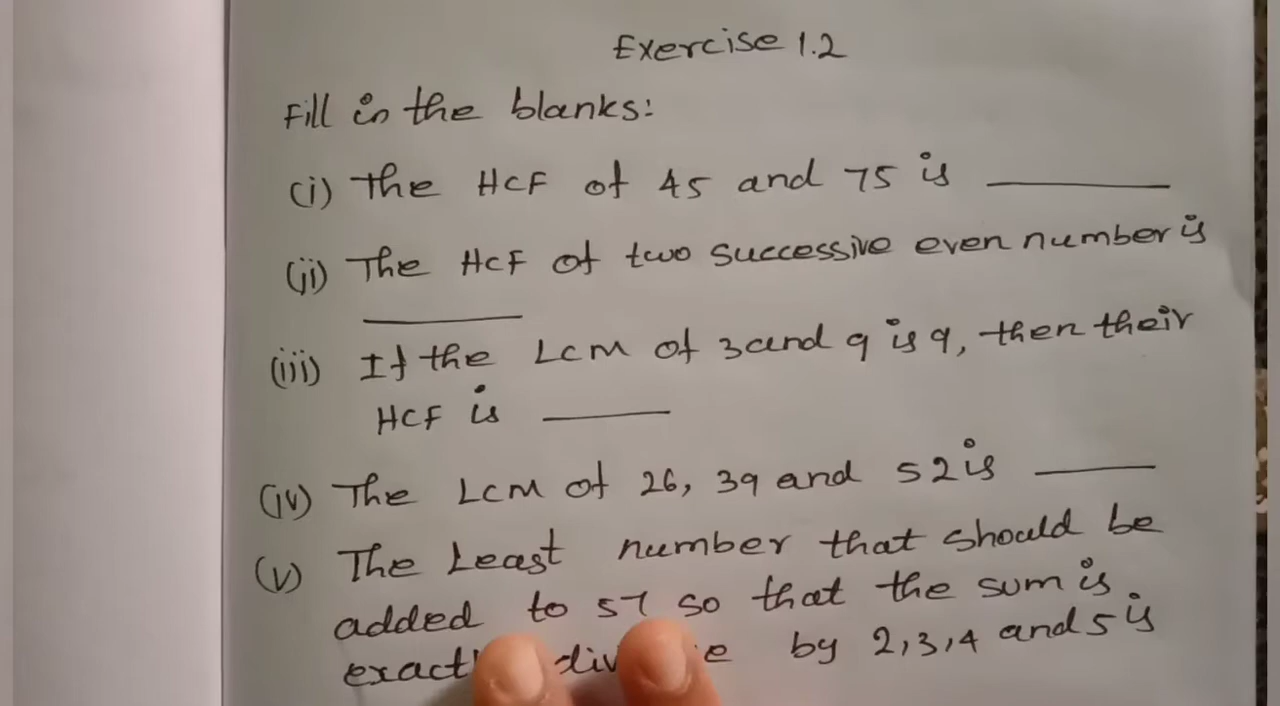 Exercise 1.2
Fill in the blanks:
(i) The HCF of 45 and 75 is
(ii) The HCF of two successive even number is
(iii) If the LCM of 3 and 9 is 9, then their
HCF is
(iv) The LCM of 26, 39 and 52 is
(v) The Least number that should be
added to 57 so that the sum is
by 2,3,4 and 5 is